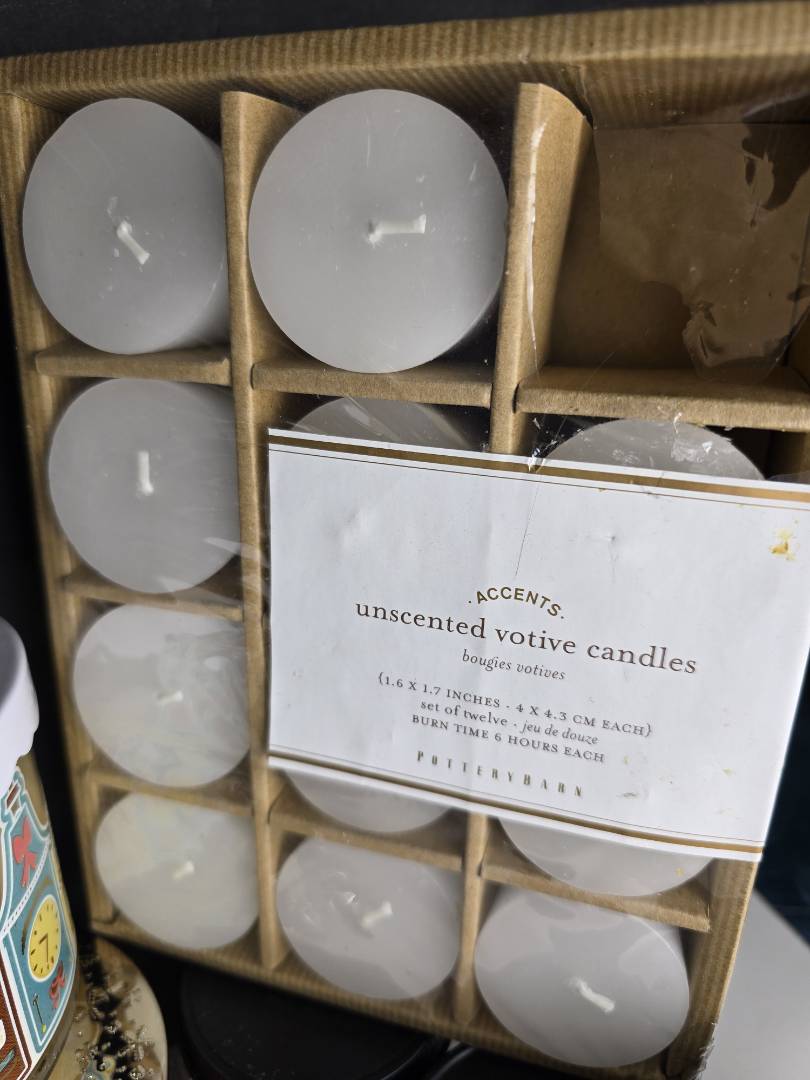 . ACCENTS .
unscented votive candles
bougies votives
{1.6 X 1.7 INCHES · 4 X 4.3 CM EACH}
set of twelve · jeu de douze
BURN TIME 6 HOURS EACH
POTTERYBARN